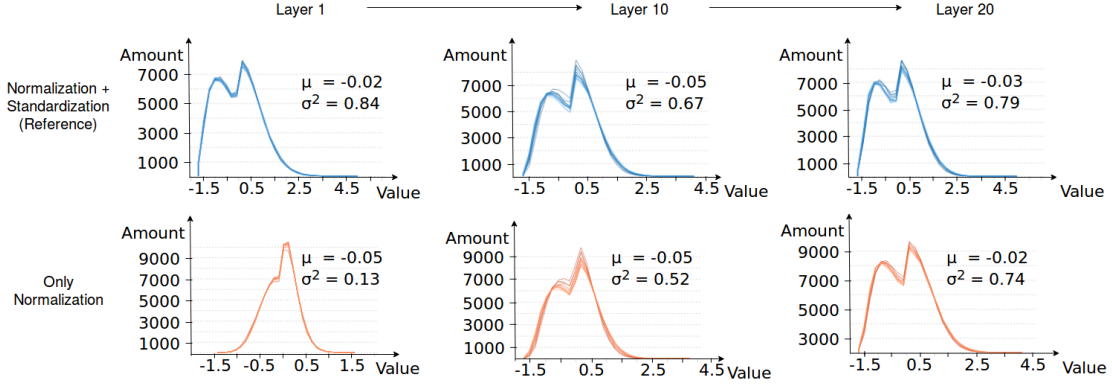 Layer 1
Layer 10
Layer 20
Normalization +
Standardization
(Reference)
Amount
7000
5000
3000
1000
-1.5
0.5
2.5
4.5
Value
μ = -0.02
σ² = 0.84
Amount
7000
5000
3000
1000
-1.5
0.5
2.5
4.5
Value
μ = -0.05
σ² = 0.67
Amount
7000
5000
3000
1000
-1.5
0.5
2.5
4.5
Value
μ = -0.03
σ² = 0.79
Only
Normalization
Amount
9000
7000
5000
3000
1000
-1.5
-0.5
0.5
1.5
Value
μ = -0.05
σ² = 0.13
Amount
9000
7000
5000
3000
1000
-1.5
0.5
2.5
4.5
Value
μ = -0.05
σ² = 0.52
Amount
9000
7000
5000
3000
-1.5
0.5
2.5
4.5
Value
μ = -0.02
σ² = 0.74